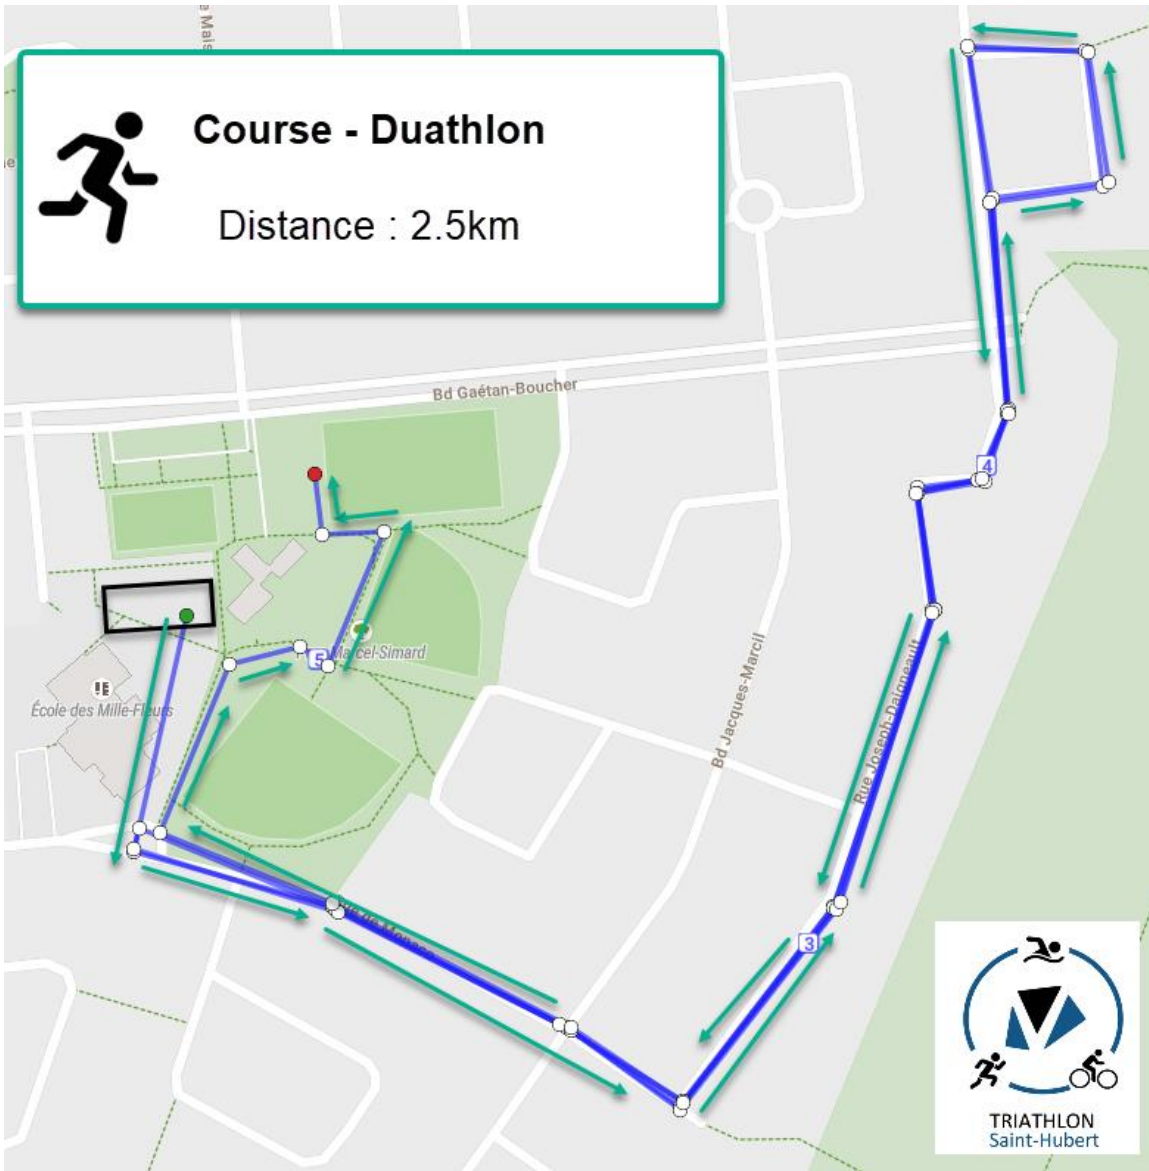 Mais
Course - Duathlon
Distance : 2.5km
Bd Gaétan-Boucher
4
5
Marcel-Simard
École des Mille-Fleurs
Bd Jacques-Marcil
Rue Joseph-Daigneault
3
TRIATHLON
Saint-Hubert